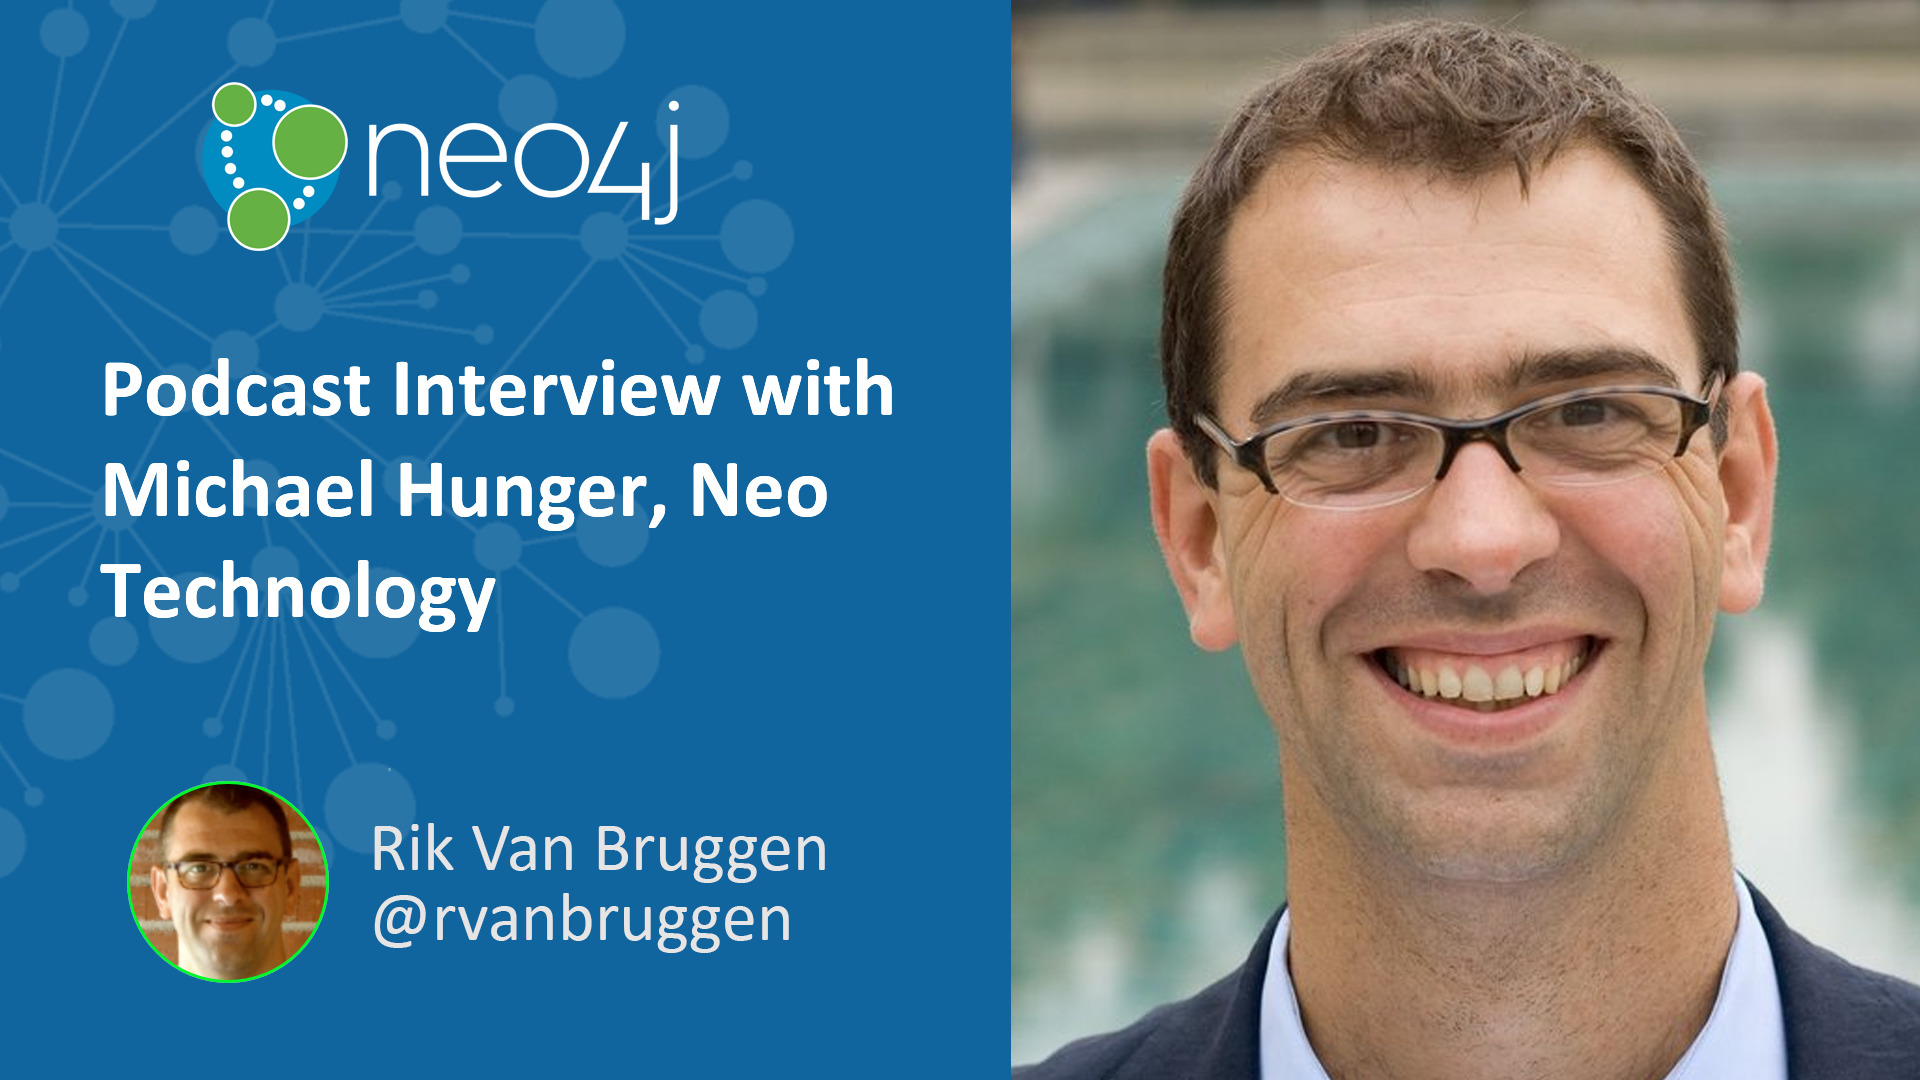 neo4j
Podcast Interview with
Michael Hunger, Neo
Technology
Rik Van Bruggen
@rvanbruggen